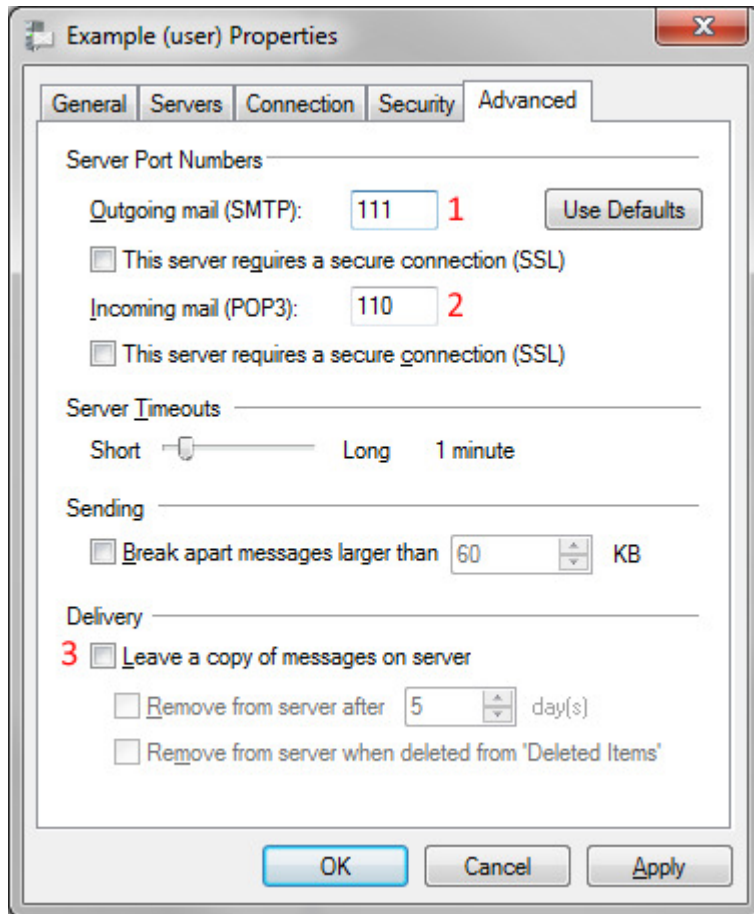 Example (user) Properties
General Servers Connection Security Advanced
Server Port Numbers
Outgoing mail (SMTP): 111 1 Use Defaults
This server requires a secure connection (SSL)
Incoming mail (POP3): 110 2
This server requires a secure connection (SSL)
Server Timeouts
Short Long 1 minute
Sending
Break apart messages larger than 60 KB
Delivery
3 Leave a copy of messages on server
Remove from server after 5 day(s)
Remove from server when deleted from 'Deleted Items'
OK Cancel Apply